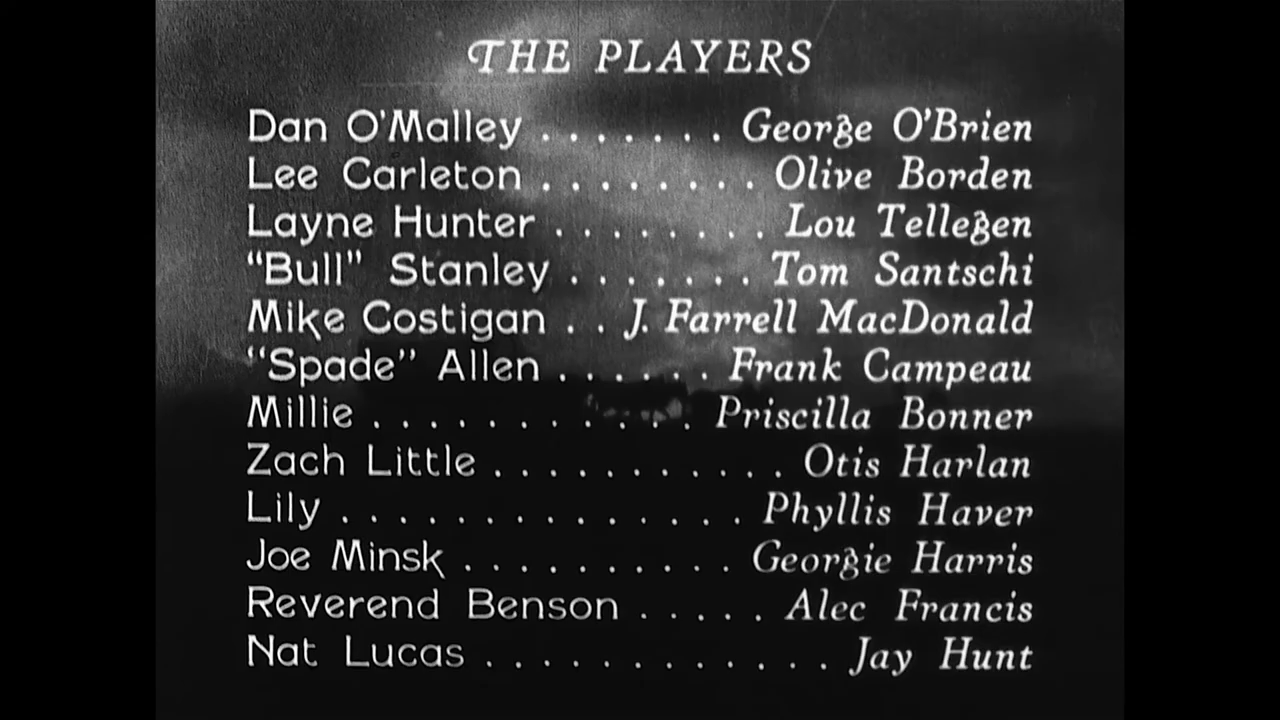 THE PLAYERS
Dan O'Malley . . . . . . . George O'Brien
Lee Carleton . . . . . . . . Olive Borden
Layne Hunter . . . . . . . . Lou Tellegen
"Bull" Stanley . . . . . . . Tom Santschi
Mike Costigan . . J. Farrell MacDonald
"Spade" Allen . . . . . . Frank Campeau
Millie . . . . . . . . . . . . Priscilla Bonner
Zach Little . . . . . . . . . . . Otis Harlan
Lily . . . . . . . . . . . . . . . Phyllis Haver
Joe Minsk . . . . . . . . . . Georgie Harris
Reverend Benson . . . . . Alec Francis
Nat Lucas . . . . . . . . . . . . . Jay Hunt